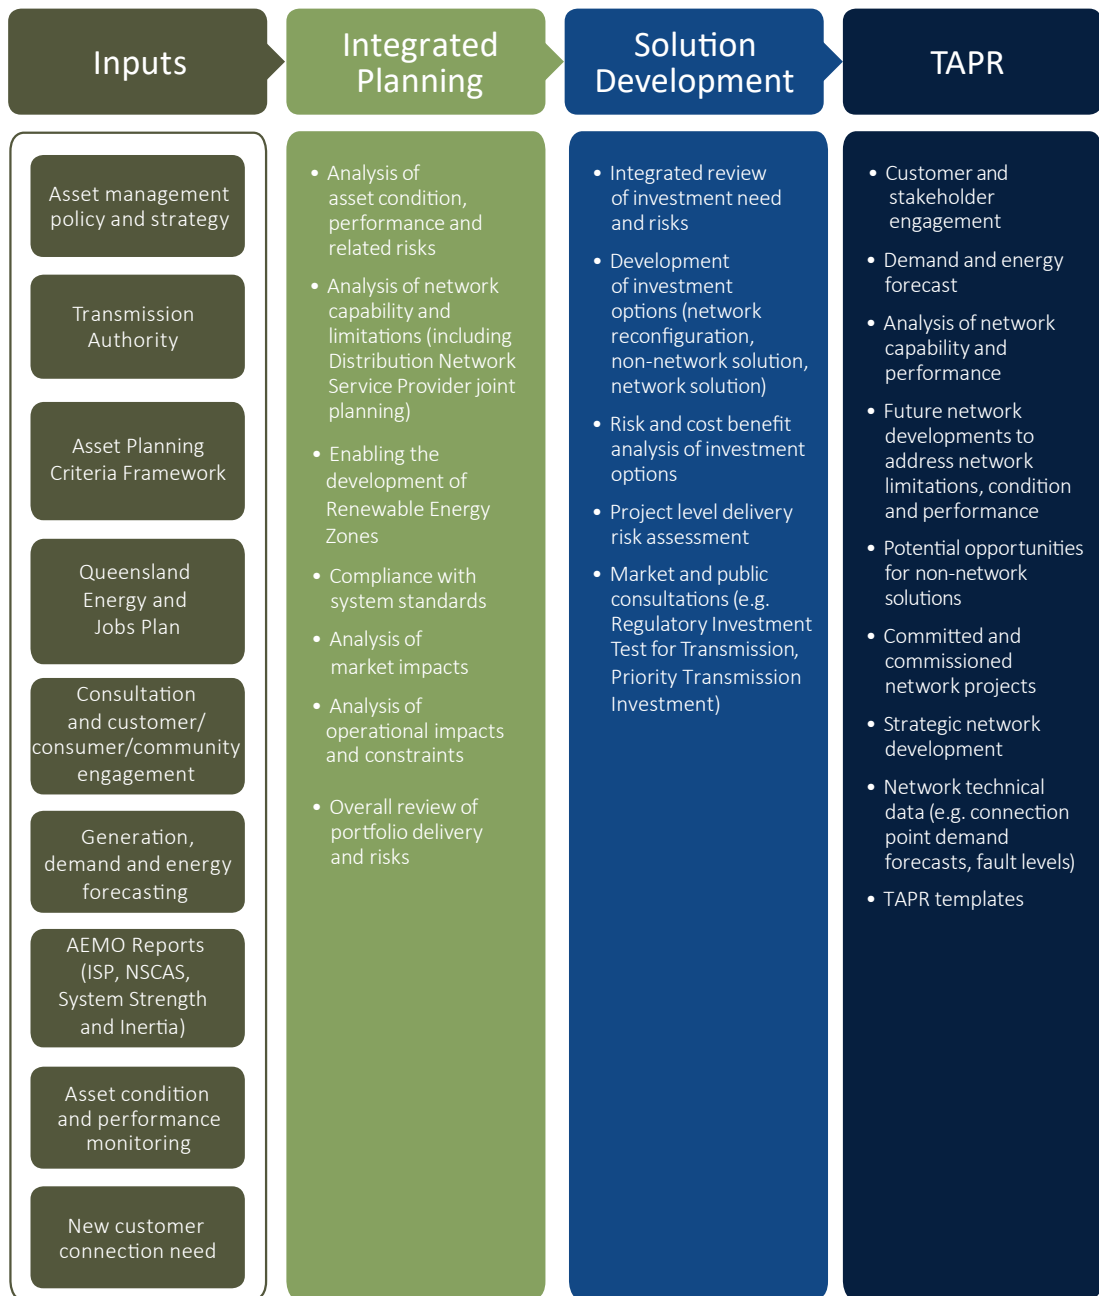 Inputs
Integrated
Planning
Solution
Development
TAPR
Asset management
policy and strategy
Transmission
Authority
Asset Planning
Criteria Framework
Queensland
Energy and
Jobs Plan
Consultation
and customer/
consumer/community
engagement
Generation,
demand and energy
forecasting
AEMO Reports
(ISP, NSCAS,
System Strength
and Inertia)
Asset condition
and performance
monitoring
New customer
connection need
• Analysis of
asset condition,
performance and
related risks
• Analysis of network
capability and
limitations (including
Distribution Network
Service Provider joint
planning)
• Enabling the
development of
Renewable Energy
Zones
• Compliance with
system standards
• Analysis of
market impacts
• Analysis of
operational impacts
and constraints
• Overall review of
portfolio delivery
and risks
• Integrated review
of investment need
and risks
• Development
of investment
options (network
reconfiguration,
non-network solution,
network solution)
• Risk and cost benefit
analysis of investment
options
• Project level delivery
risk assessment
• Market and public
consultations (e.g.
Regulatory Investment
Test for Transmission,
Priority Transmission
Investment)
• Customer and
stakeholder
engagement
• Demand and energy
forecast
• Analysis of network
capability and
performance
• Future network
developments to
address network
limitations, condition
and performance
• Potential opportunities
for non-network
solutions
• Committed and
commissioned
network projects
• Strategic network
development
• Network technical
data (e.g. connection
point demand
forecasts, fault levels)
• TAPR templates